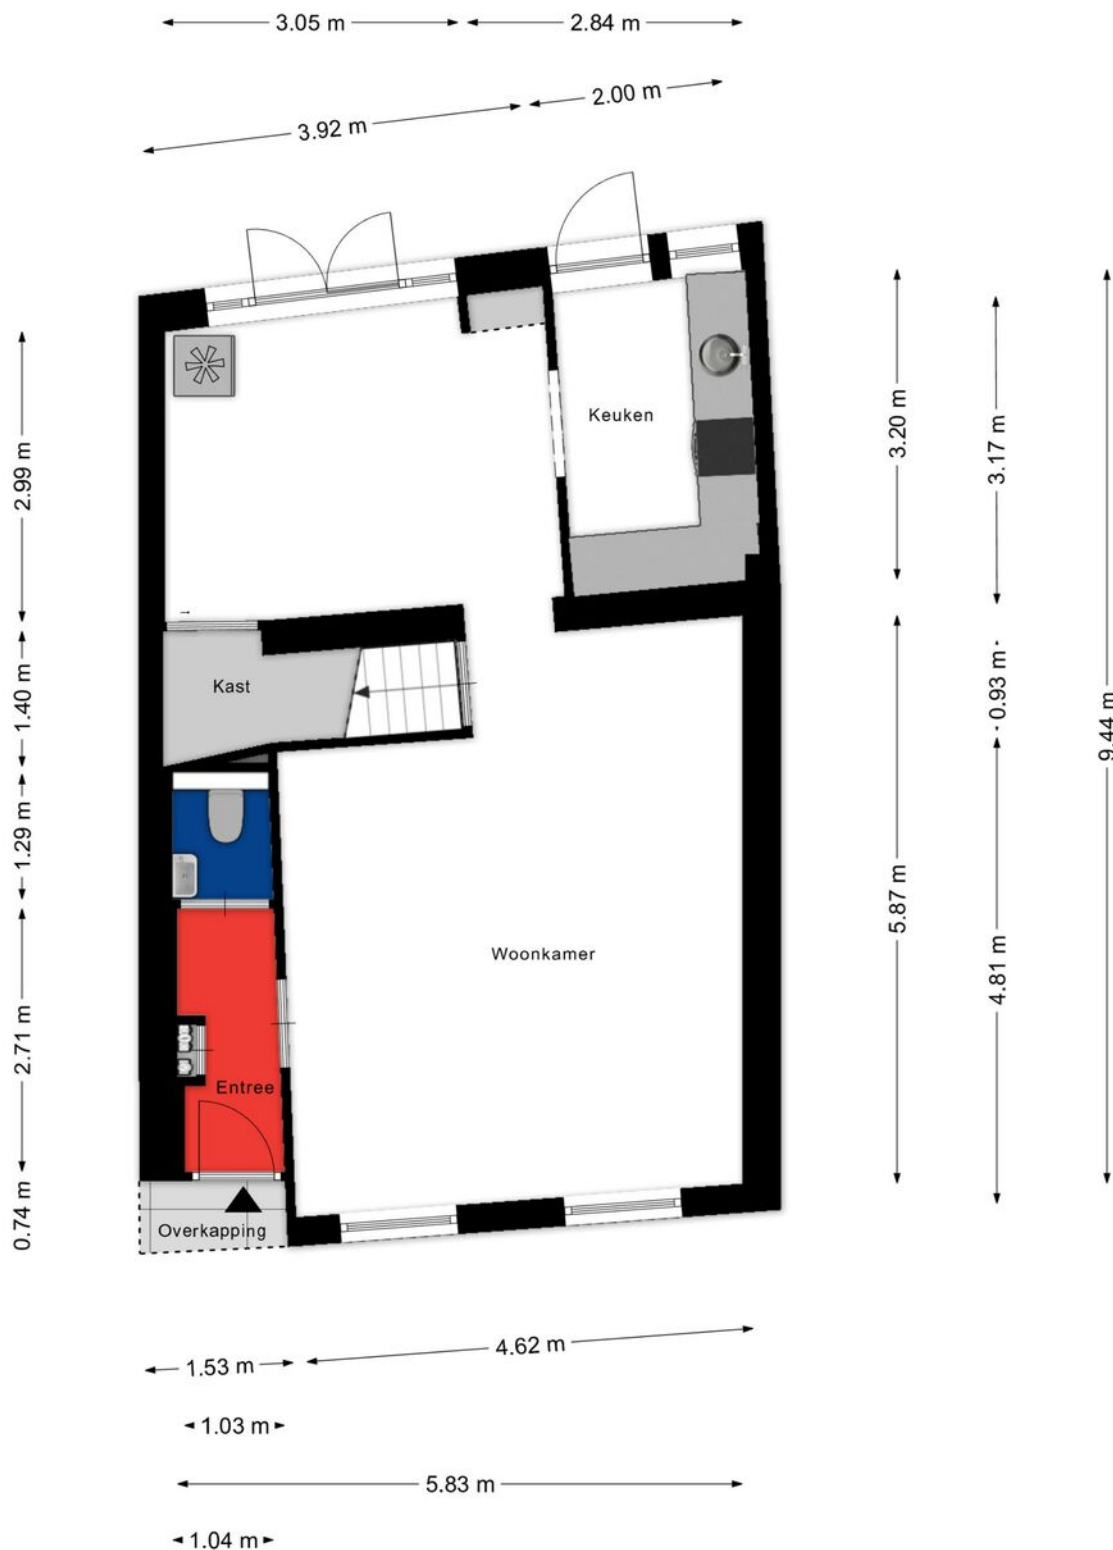 3.05 m
2.84 m
3.92 m
2.00 m
Keuken
2.99 m
3.20 m
3.17 m
Kast
1.40 m
0.93 m
9.44 m
1.29 m
5.87 m
Woonkamer
4.81 m
2.71 m
Entree
0.74 m
Overkapping
1.53 m
4.62 m
1.03 m
5.83 m
1.04 m